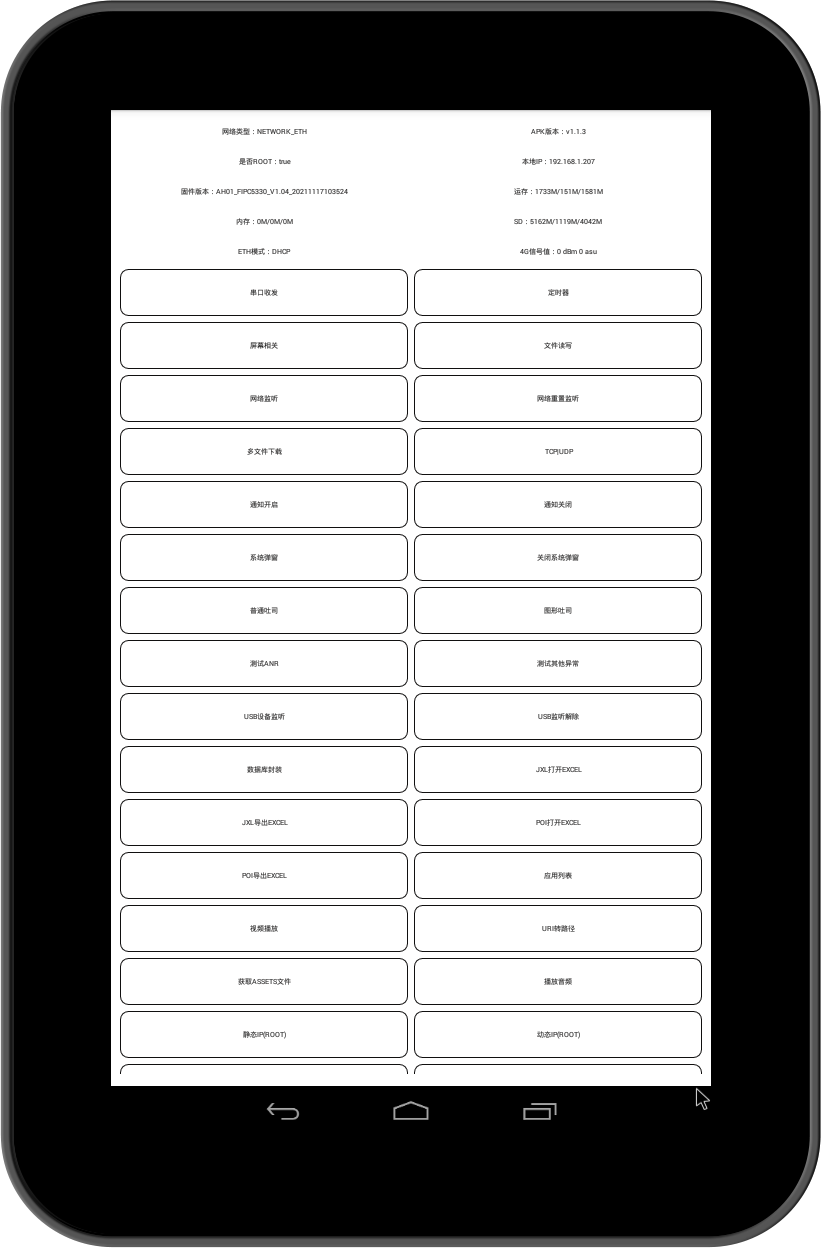 网络类型：NETWORK_ETH
APK版本：v1.1.3
是否ROOT：true
本地IP：192.168.1.207
固件版本：AH01_FIPC5330_V1.04_20211117103524
运存：1733M/151M/1581M
内存：0M/0M/0M
SD：5162M/1119M/4042M
ETH模式：DHCP
4G信号值：0 dBm 0 asu
串口收发
定时器
屏幕相关
文件读写
网络监听
网络重置监听
多文件下载
TCP|UDP
通知开启
通知关闭
系统弹窗
关闭系统弹窗
普通吐司
图形吐司
测试ANR
测试其他异常
USB设备监听
USB监听解除
数据库封装
JXL打开EXCEL
JXL导出EXCEL
POI打开EXCEL
POI导出EXCEL
应用列表
视频播放
URI转路径
获取ASSETS文件
播放音频
静态IP(ROOT)
动态IP(ROOT)